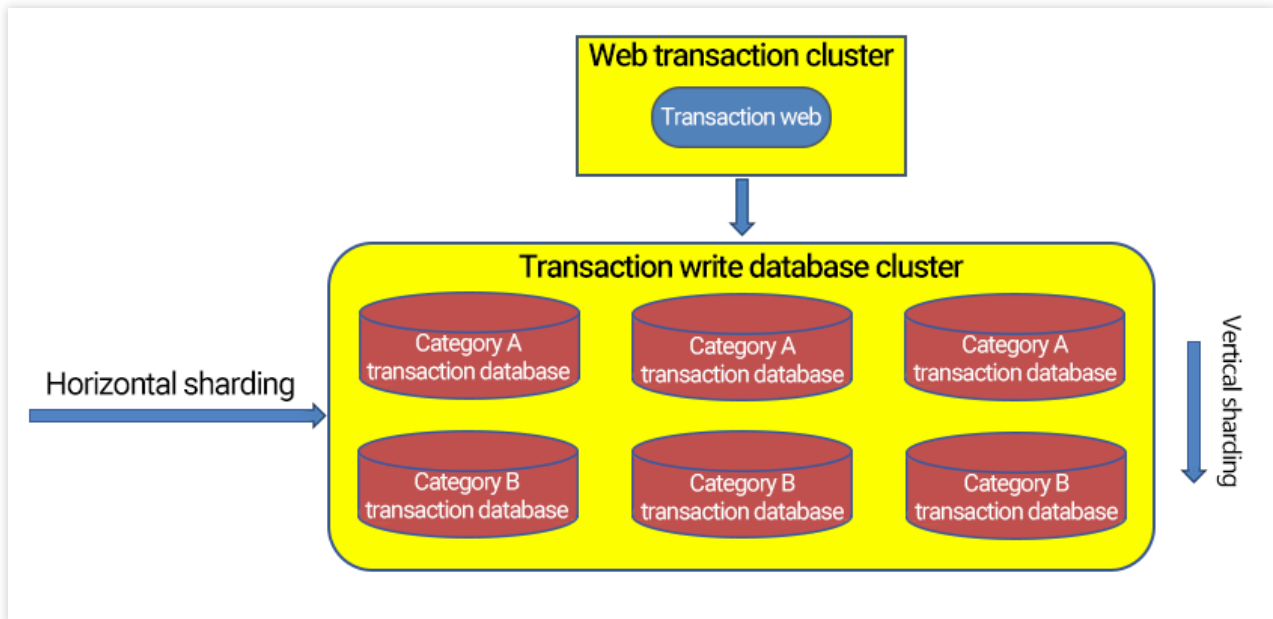 Web transaction cluster
Transaction web
Transaction write database cluster
Category A
transaction database
Category A
transaction database
Category A
transaction database
Horizontal sharding
Vertical sharding
Category B
transaction database
Category B
transaction database
Category B
transaction database